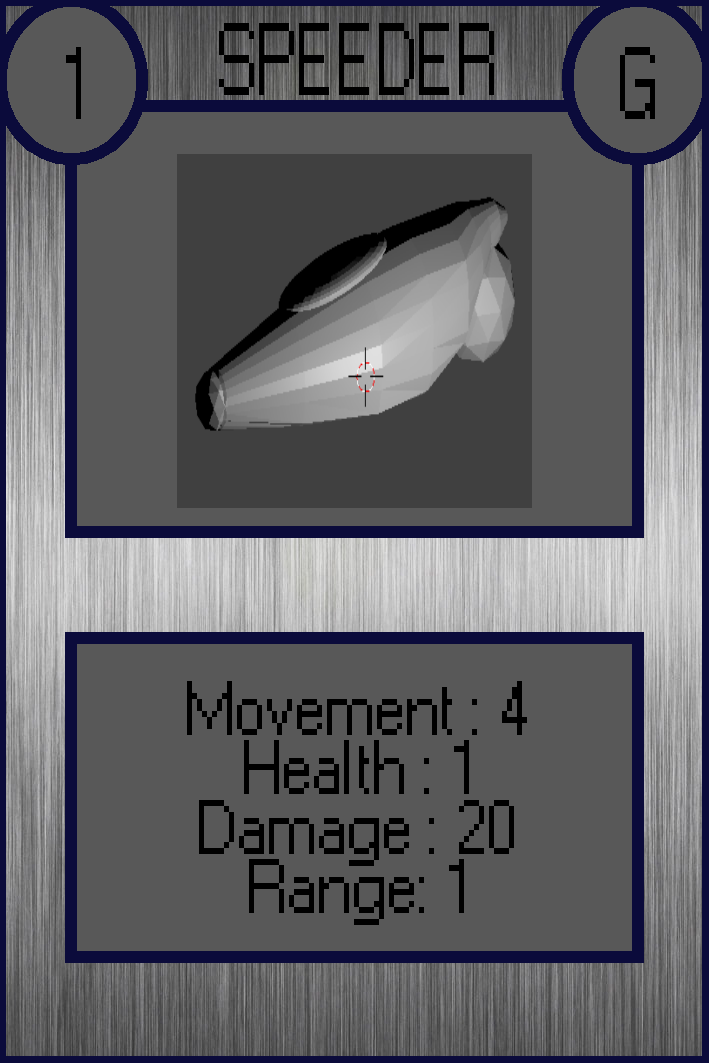 1
SPEEDER
G
Movement : 4
Health : 1
Damage : 20
Range: 1